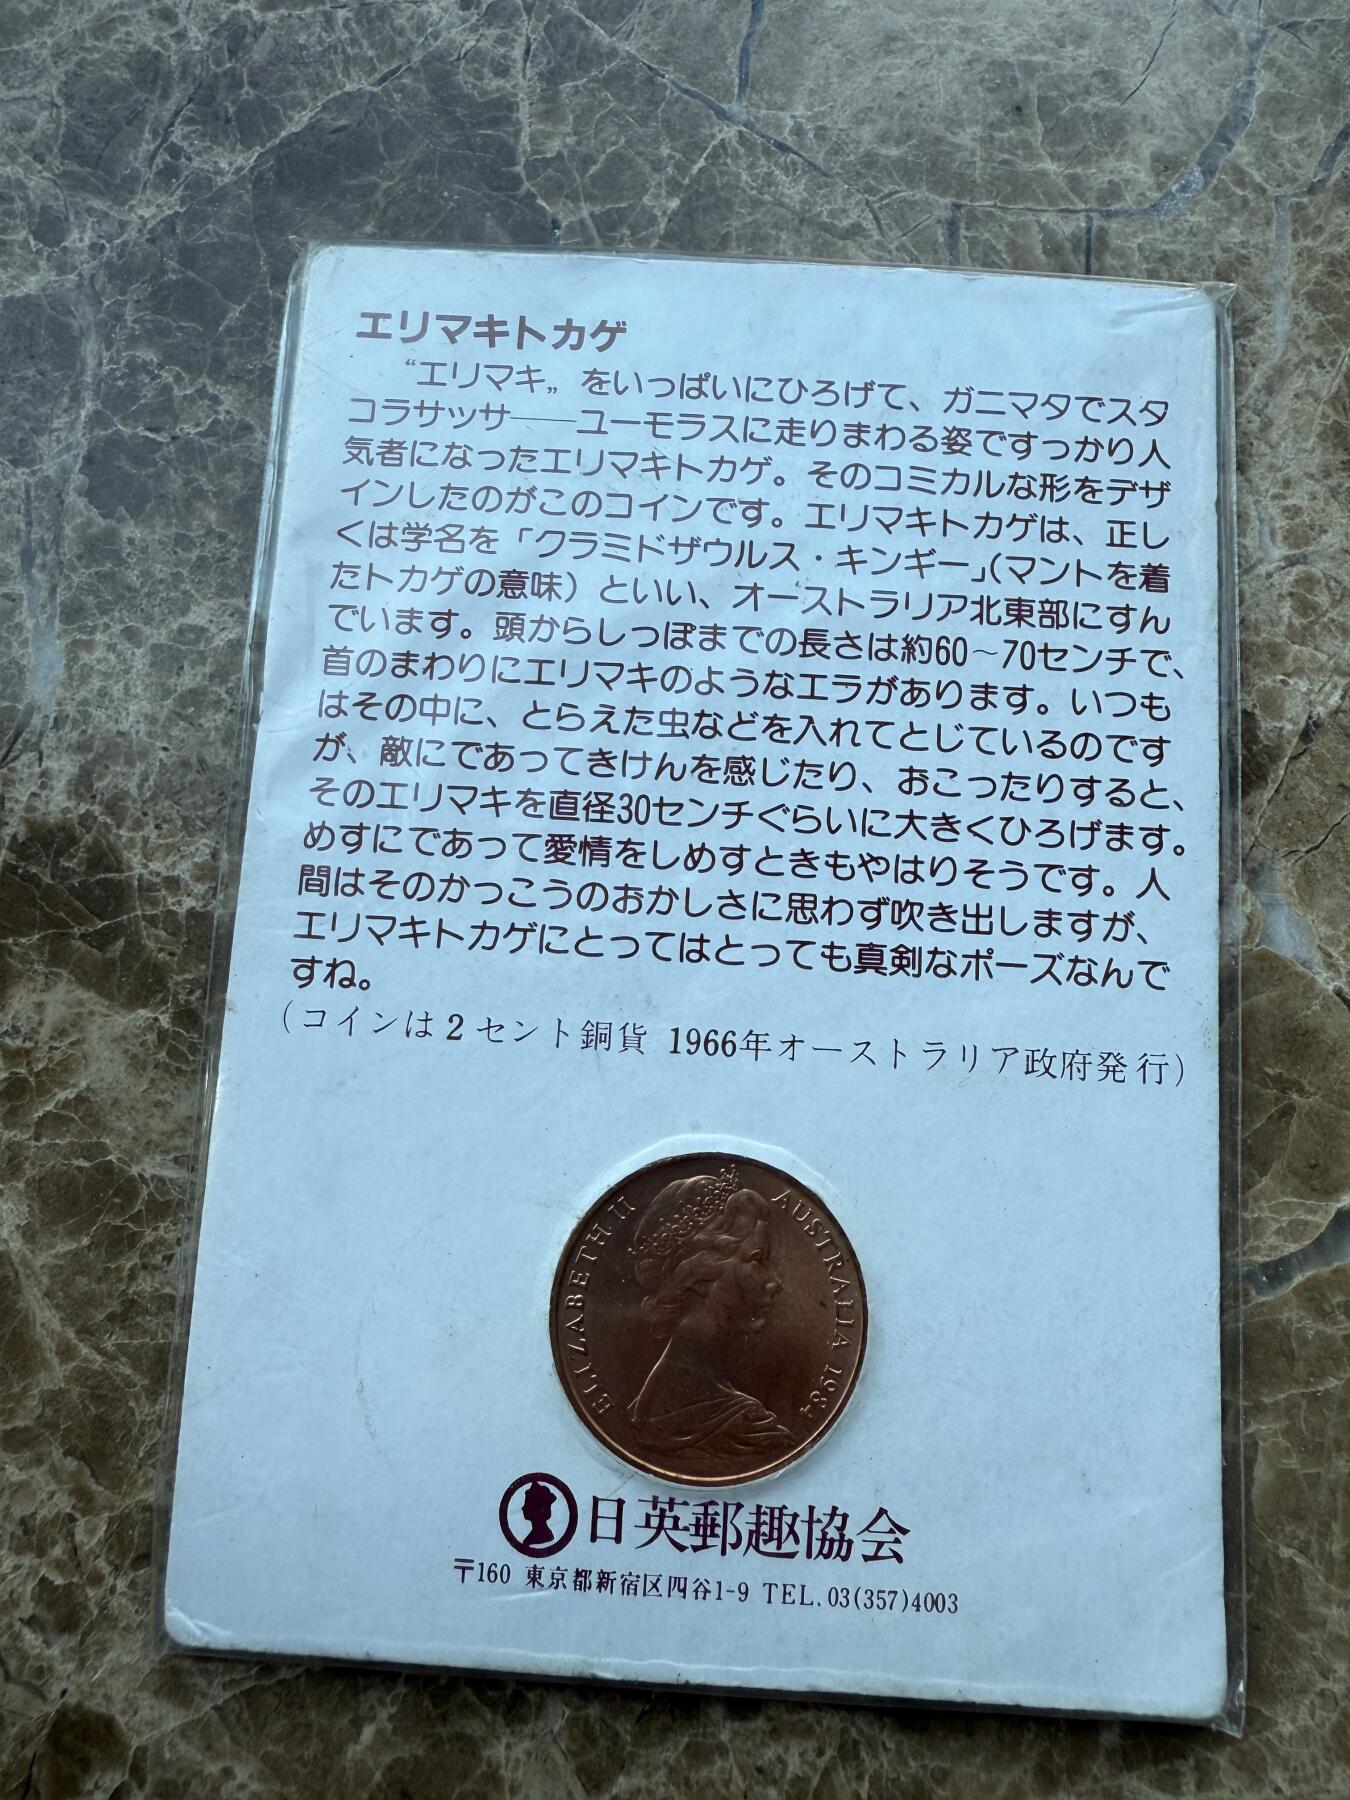 エリマキトカゲ
“エリマキ„をいっぱいにひろげて、ガニマタでスタ
コラサッサ──ユーモラスに走りまわる姿ですっかり人
気者になったエリマキトカゲ。そのコミカルな形をデザ
インしたのがこのコインです。エリマキトカゲは、正し
くは学名を「クラミドザウルス・キンギー」(マントを着
たトカゲの意味)といい、オーストラリア北東部にすん
でいます。頭からしっぽまでの長さは約60〜70センチで、
首のまわりにエリマキのようなエラがあります。いつも
はその中に、とらえた虫などを入れてとじているのです
が、敵にであってきけんを感じたり、おこったりすると、
そのエリマキを直径30センチぐらいに大きくひろげます。
めすにであって愛情をしめすときもやはりそうです。人
間はそのかっこうのおかしさに思わず吹き出しますが、
エリマキトカゲにとってはとっても真剣なポーズなんで
すね。
(コインは2セント銅貨 1966年オーストラリア政府発行)
ELIZABETH II AUSTRALIA 1984
日英郵趣協会
〒160 東京都新宿区四谷1-9 TEL.03(357)4003